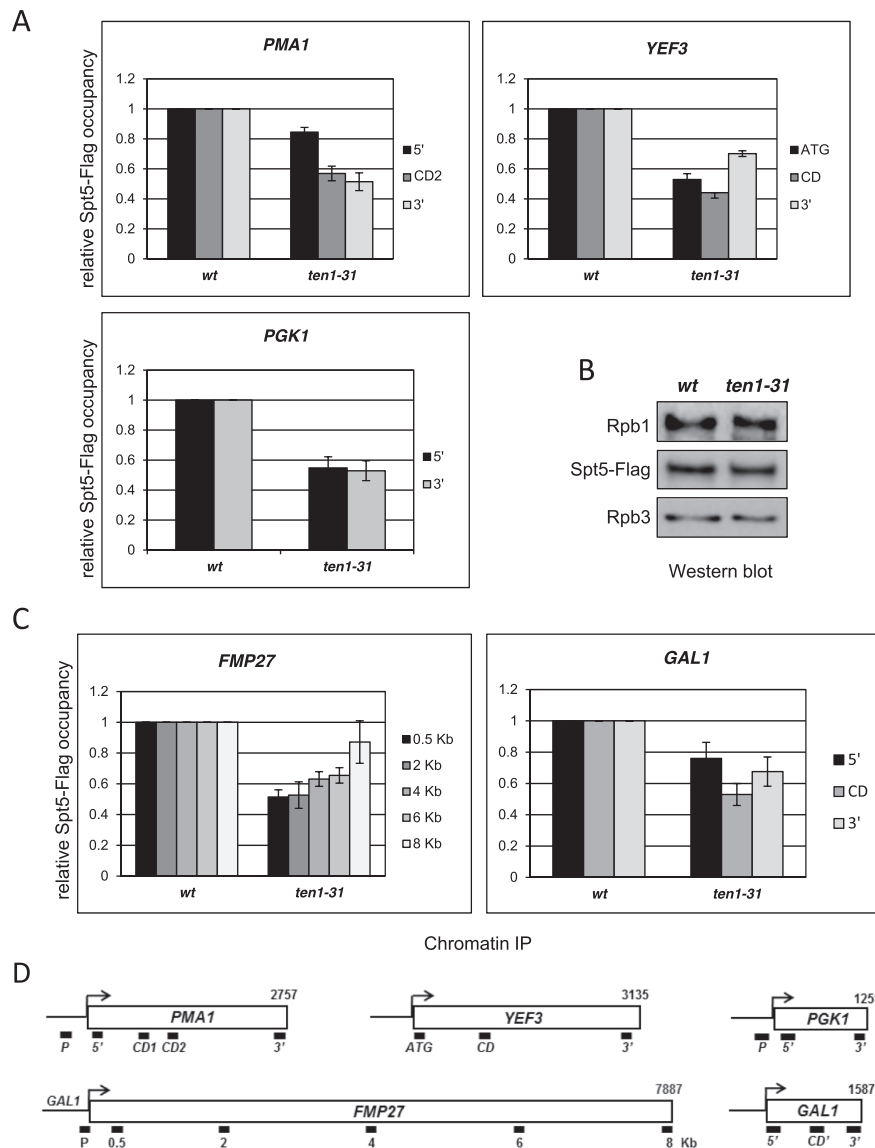 A
PMA1
relative Spt5-Flag occupancy
1.2
1
0.8
0.6
0.4
0.2
0
wt
ten1-31
5'
CD2
3'
YEF3
1.2
1
0.8
0.6
0.4
0.2
0
wt
ten1-31
ATG
CD
3'
PGK1
relative Spt5-Flag occupancy
1.2
1
0.8
0.6
0.4
0.2
0
wt
ten1-31
5'
3'
B
wt ten1-31
Rpb1
Spt5-Flag
Rpb3
Western blot
C
FMP27
relative Spt5-Flag occupancy
1.2
1
0.8
0.6
0.4
0.2
0
wt
ten1-31
0.5 Kb
2 Kb
4 Kb
6 Kb
8 Kb
GAL1
1.2
1
0.8
0.6
0.4
0.2
0
wt
ten1-31
5'
CD
3'
Chromatin IP
D
2757
PMA1
P 5' CD1 CD2 3'
3135
YEF3
ATG CD 3'
125
PGK1
P 5' 3'
GAL1
7887
FMP27
P 0.5 2 4 6 8 Kb
1587
GAL1
5' CD' 3'